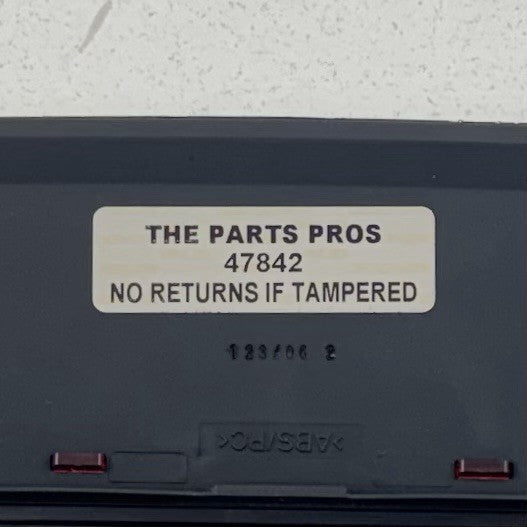 THE PARTS PROS
47842
NO RETURNS IF TAMPERED
>ABS/PC<